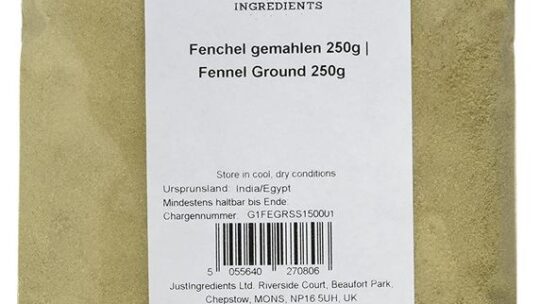 INGREDIENTS
Fenchel gemahlen 250g |
Fennel Ground 250g
Store in cool, dry conditions
Ursprunsland: India/Egypt
Mindestens haltbar bis Ende:
Chargennummer: G1FEGRSS15001
5 055640 270806
JustIngredients Ltd. Riverside Court, Beaufort Park,
Chepstow, MONS, NP16 5UH, UK